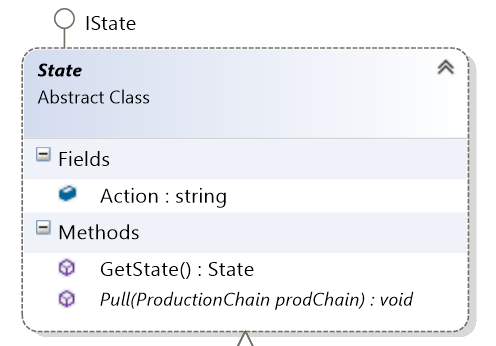 IState
State
Abstract Class
Fields
Action : string
Methods
GetState() : State
Pull(ProductionChain prodChain) : void